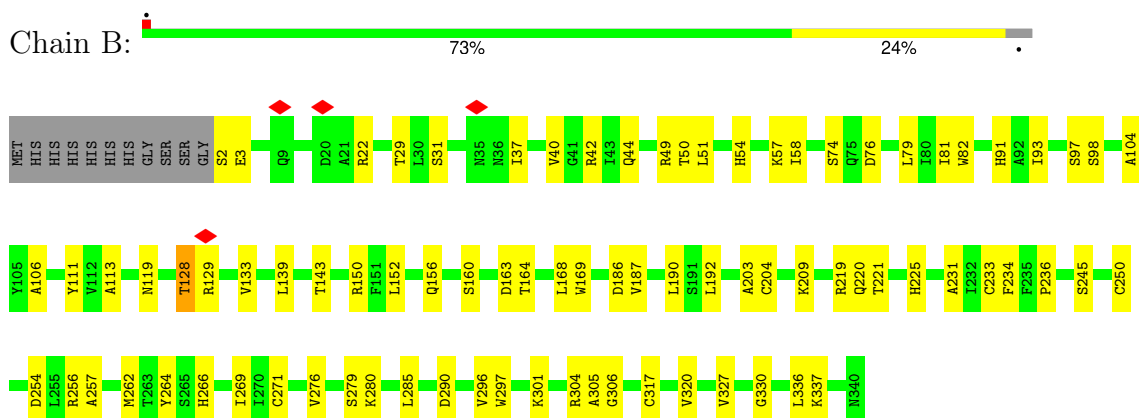 Chain B:
73% 24% •
MET HIS HIS HIS HIS HIS HIS GLY SER SER GLY S2 E3 Q9 D20 A21 R22 T29 L30 S31 N35 N36 I37 V40 G41 R42 I43 Q44 R49 T50 L51 H54 K57 I58 S74 Q75 D76 L79 I80 I81 W82 H91 A92 I93 S97 S98 A104
Y105 A106 Y111 V112 A113 N119 T128 R129 V133 L139 T143 R150 F151 L152 Q156 S160 D163 T164 L168 W169 D186 V187 L190 S191 L192 A203 C204 K209 R219 Q220 T221 H225 A231 I232 C233 F234 F235 P236 S245 C250
D254 L255 R256 A257 M262 T263 Y264 S265 H266 I269 I270 C271 V276 S279 K280 L285 D290 V296 W297 K301 R304 A305 G306 C317 V320 V327 G330 L336 K337 N340